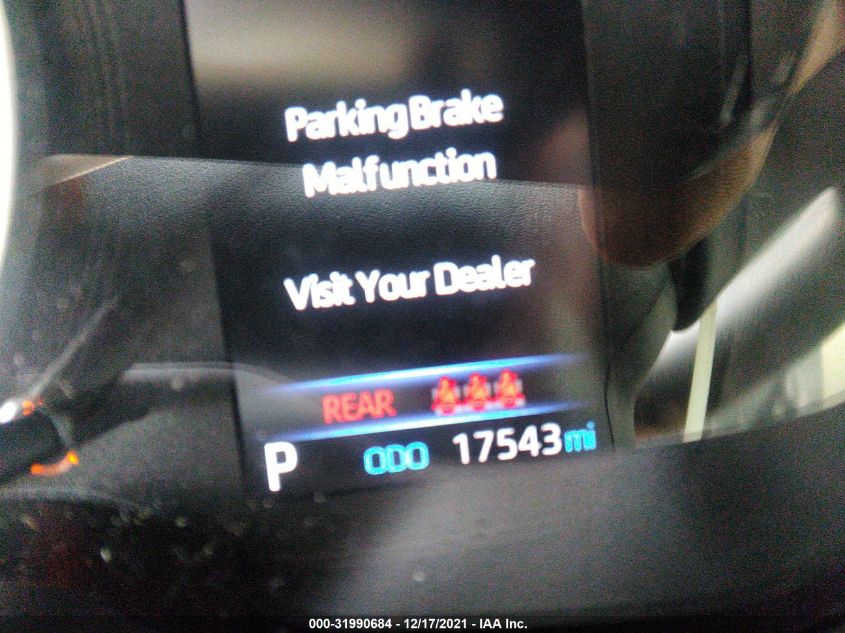 Parking Brake
Malfunction
Visit Your Dealer
REAR
P ODO 17543 mi
000-31990684 - 12/17/2021 - IAA Inc.